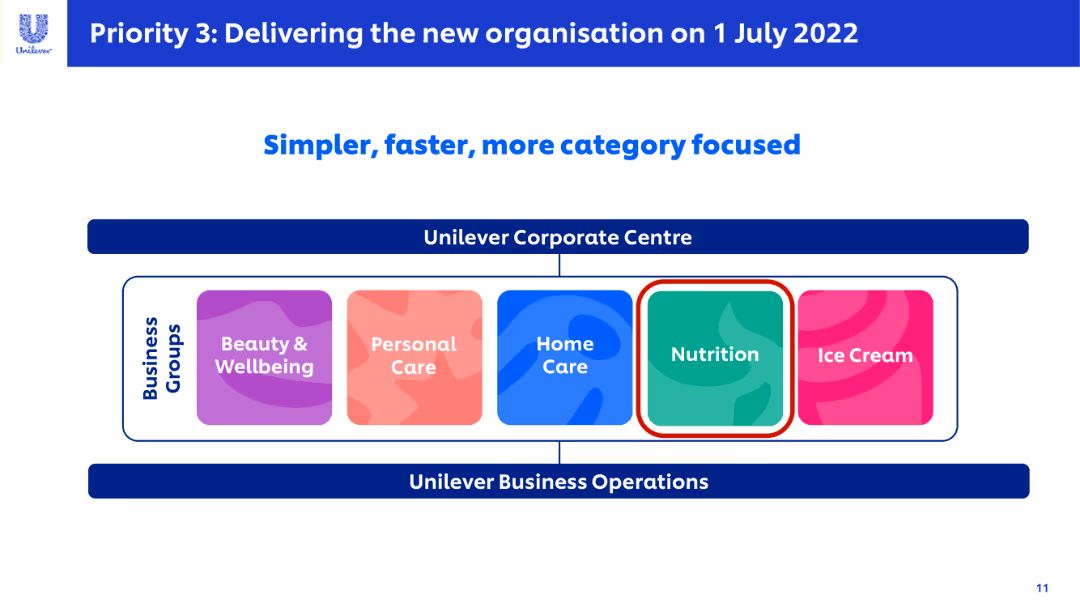 Unilever
Priority 3: Delivering the new organisation on 1 July 2022
Simpler, faster, more category focused
Unilever Corporate Centre
Business
Groups
Beauty &
Wellbeing
Personal
Care
Home
Care
Nutrition
Ice Cream
Unilever Business Operations
11